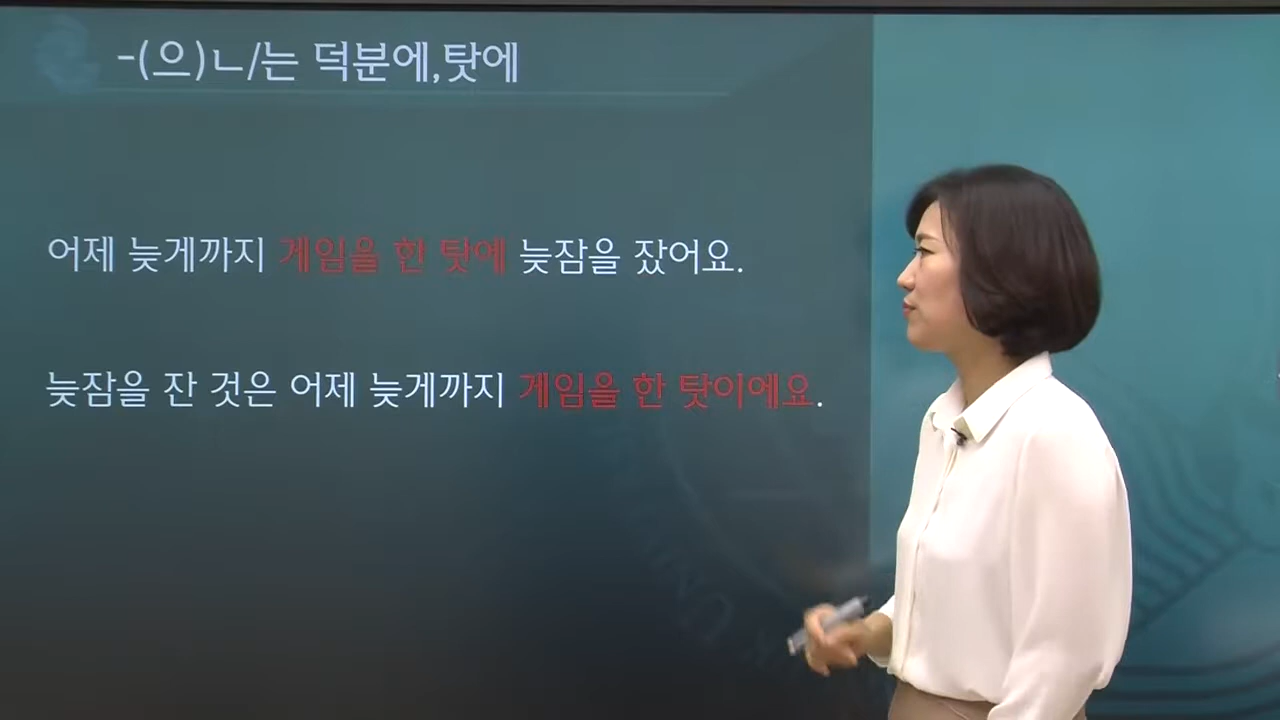 -(으)ㄴ/는 덕분에,탓에
어제 늦게까지 게임을 한 탓에 늦잠을 잤어요.
늦잠을 잔 것은 어제 늦게까지 게임을 한 탓이에요.